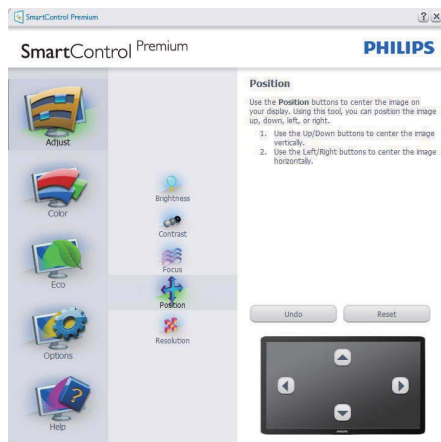 SmartControl Premium
SmartControl Premium
PHILIPS
Adjust
Color
Eco
Options
Help
Brightness
Contrast
Focus
Position
Resolution
Position
Use the Position buttons to center the image on
your display. Using this tool, you can position the image
up, down, left, or right.
1. Use the Up/Down buttons to center the image
vertically.
2. Use the Left/Right buttons to center the image
horizontally.
Undo
Reset
PHILIPS